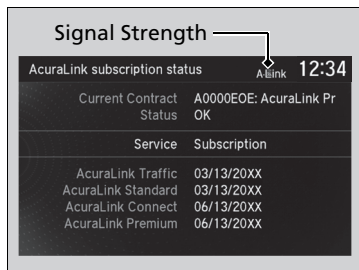 Signal Strength
AcuraLink subscription status A-Link 12:34
Current Contract A0000EOE: AcuraLink Pr
Status OK
Service Subscription
AcuraLink Traffic 03/13/20XX
AcuraLink Standard 03/13/20XX
AcuraLink Connect 06/13/20XX
AcuraLink Premium 06/13/20XX